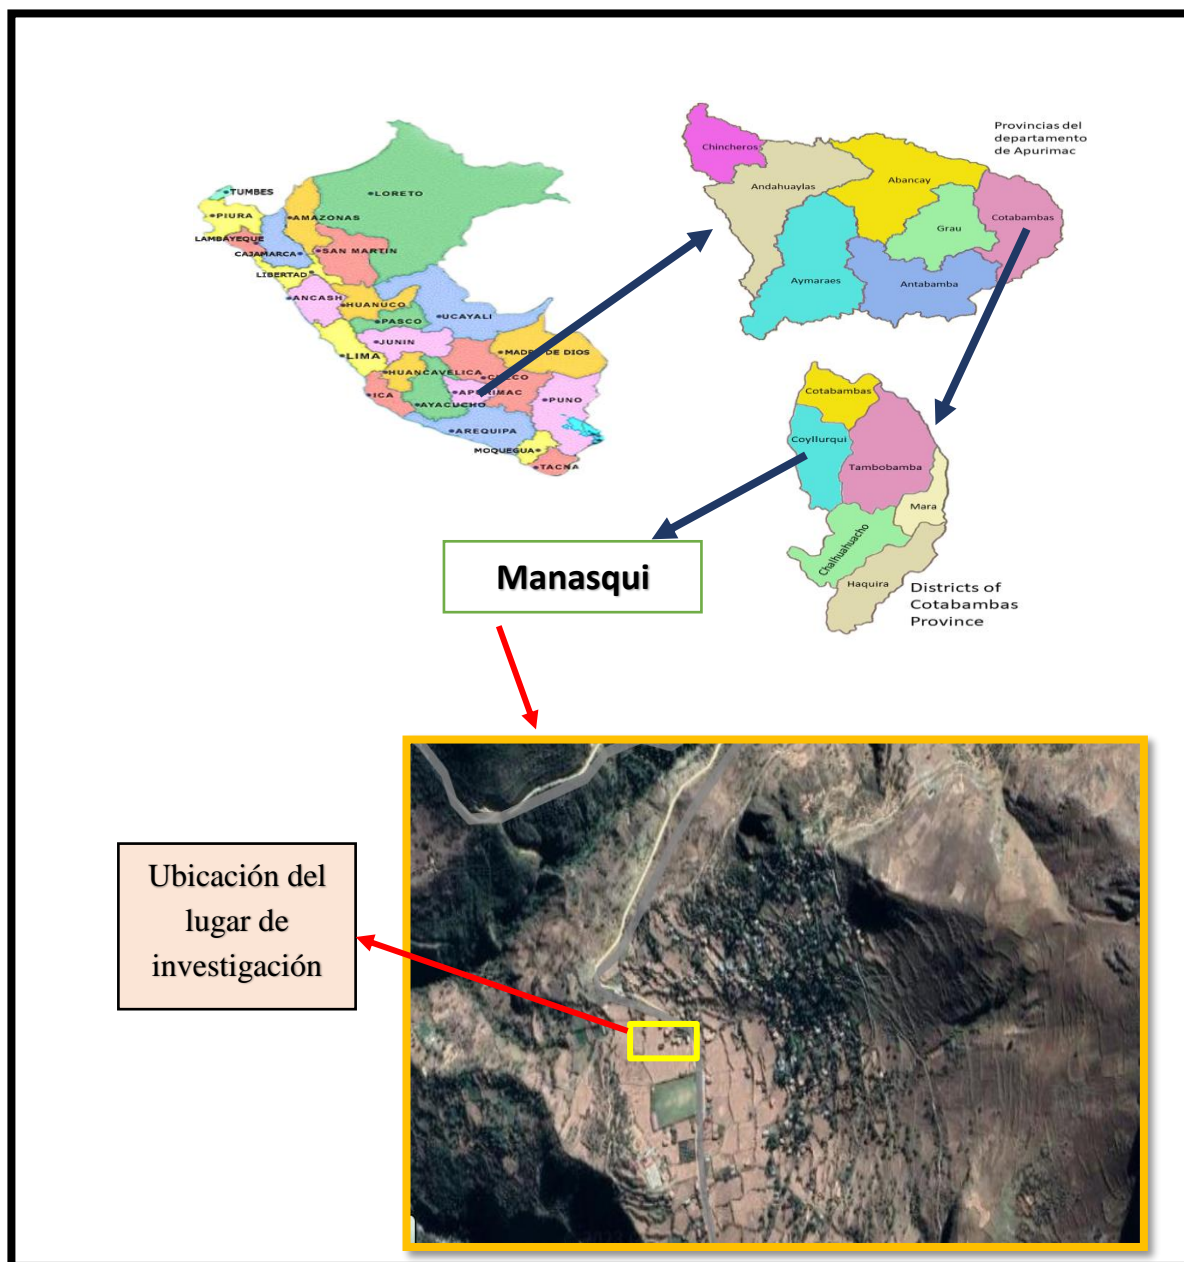 TUMBES
LORETO
PIURA
AMAZONAS
LAMBAYEQUE
SAN MARTIN
CAJAMARCA
LIBERTAD
ANCASH
HUANUCO
UCAYALI
PASCO
JUNIN
LIMA
MADRE DE DIOS
HUANCAVELICA
CUZCO
ICA
APURIMAC
AYACUCHO
PUNO
AREQUIPA
MOQUEGUA
TACNA
Provincias del
departamento
de Apurimac
Chincheros
Andahuaylas
Abancay
Cotabambas
Grau
Aymaraes
Antabamba
Cotabambas
Coyllurqui
Tambobamba
Mara
Chalhuahuacho
Haquira
Districts of
Cotabambas
Province
Manasqui
Ubicación del
lugar de
investigación